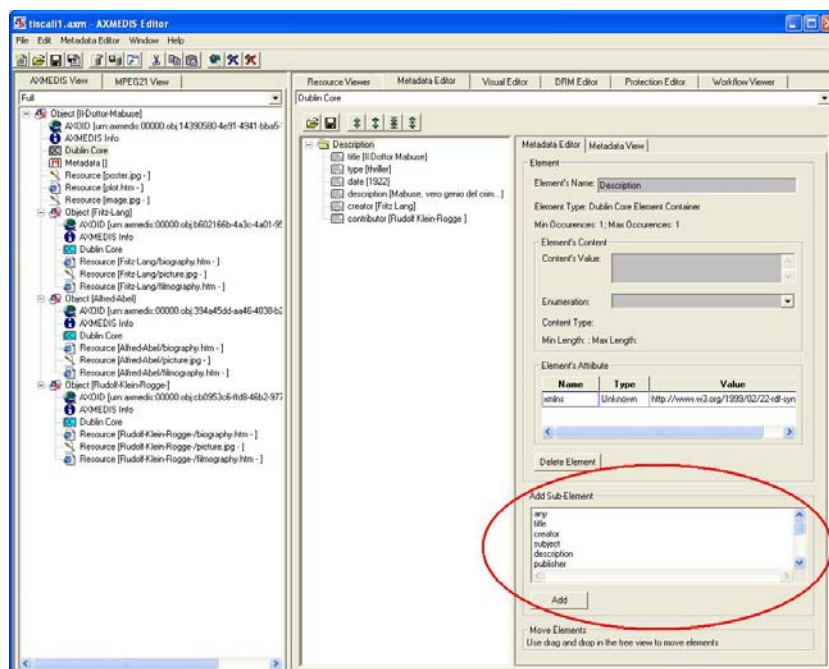 tiscali1.axm - AXMEDIS Editor
File Edit Metadata Editor Window Help
AXMEDIS View MPEG21 View
Full
Object [Il-Dottor-Mabuse]
AXOID [urn:axmedis:00000:obj:14390580-4e91-4941-bba5-
AXMEDIS Info
Dublin Core
Metadata []
Resource [poster.jpg - ]
Resource [plot.htm - ]
Resource [image.jpg - ]
Object [Fritz-Lang]
AXOID [urn:axmedis:00000:obj:b602166b-4a3c-4a01-95
AXMEDIS Info
Dublin Core
Resource [Fritz-Lang/biography.htm - ]
Resource [Fritz-Lang/picture.jpg - ]
Resource [Fritz-Lang/filmography.htm - ]
Object [Alfred-Abel]
AXOID [urn:axmedis:00000:obj:394a45dd-aa46-4038-b2
AXMEDIS Info
Dublin Core
Resource [Alfred-Abel/biography.htm - ]
Resource [Alfred-Abel/picture.jpg - ]
Resource [Alfred-Abel/filmography.htm - ]
Object [Rudolf-Klein-Rogge-]
AXOID [urn:axmedis:00000:obj:cb0953c6-ffd8-46b2-977
AXMEDIS Info
Dublin Core
Resource [Rudolf-Klein-Rogge-/biography.htm - ]
Resource [Rudolf-Klein-Rogge-/picture.jpg - ]
Resource [Rudolf-Klein-Rogge-/filmography.htm - ]
Resource Viewer Metadata Editor Visual Editor DRM Editor Protection Editor Workflow Viewer
Dublin Core
Description
title [Il Dottor Mabuse]
type [thriller]
date [1922]
description [Mabuse, vero genio del crim...]
creator [Fritz Lang]
contributor [Rudolf Klein-Rogge ]
Metadata Editor Metadata View
Element
Element's Name: Description
Element Type: Dublin Core Element Container
Min Occurences: 1; Max Occurences: 1
Element's Content
Content's Value:
Enumeration:
Content Type:
Min Length: ; Max Length:
Element's Attribute
Name Type Value
xmlns Unknown http://www.w3.org/1999/02/22-rdf-syn
Delete Element
Add Sub-Element
any
title
creator
subject
description
publisher
Add
Move Elements
Use drag and drop in the tree view to move elements